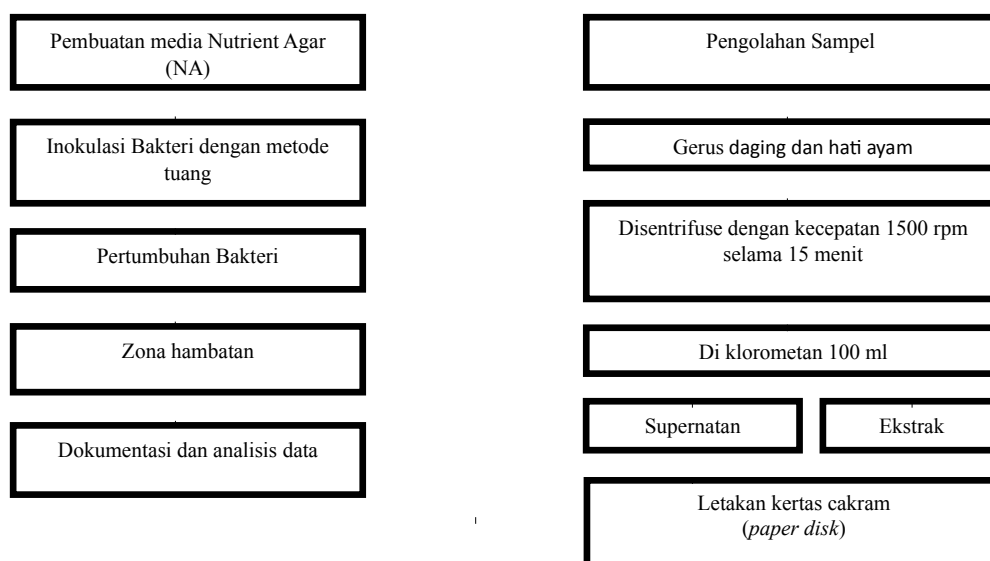 Pembuatan media Nutrient Agar
(NA)
Inokulasi Bakteri dengan metode
tuang
Pertumbuhan Bakteri
Zona hambatan
Dokumentasi dan analisis data
Pengolahan Sampel
Gerus daging dan hati ayam
Disentrifuse dengan kecepatan 1500 rpm
selama 15 menit
Di klorometan 100 ml
Supernatan
Ekstrak
Letakan kertas cakram
(paper disk)